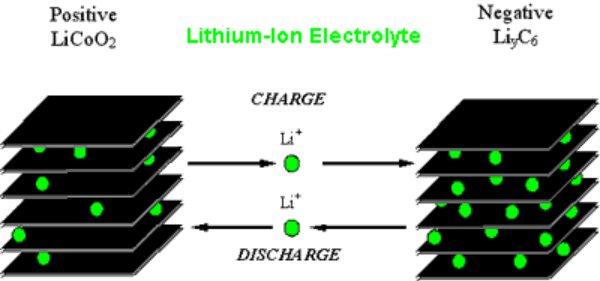 Positive
LiCoO2
Lithium-Ion Electrolyte
Negative
LiyC6
CHARGE
Li+
Li+
DISCHARGE